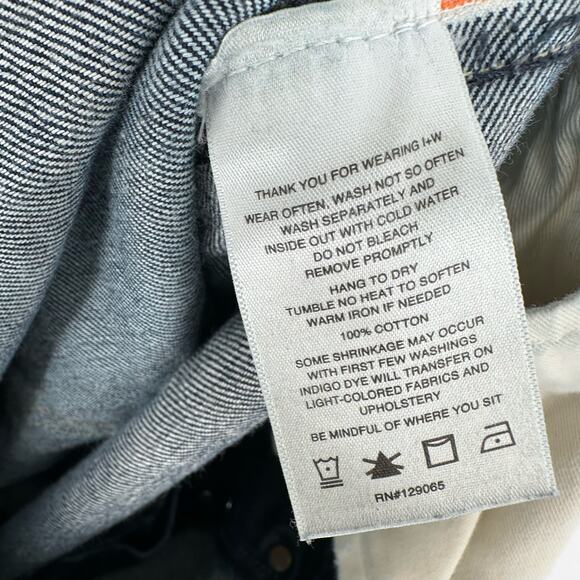 THANK YOU FOR WEARING I+W
WEAR OFTEN, WASH NOT SO OFTEN
WASH SEPARATELY AND
INSIDE OUT WITH COLD WATER
DO NOT BLEACH
REMOVE PROMPTLY
HANG TO DRY
TUMBLE NO HEAT TO SOFTEN
WARM IRON IF NEEDED
100% COTTON
SOME SHRINKAGE MAY OCCUR
WITH FIRST FEW WASHINGS
INDIGO DYE WILL TRANSFER ON
LIGHT-COLORED FABRICS AND
UPHOLSTERY
BE MINDFUL OF WHERE YOU SIT
RN#129065